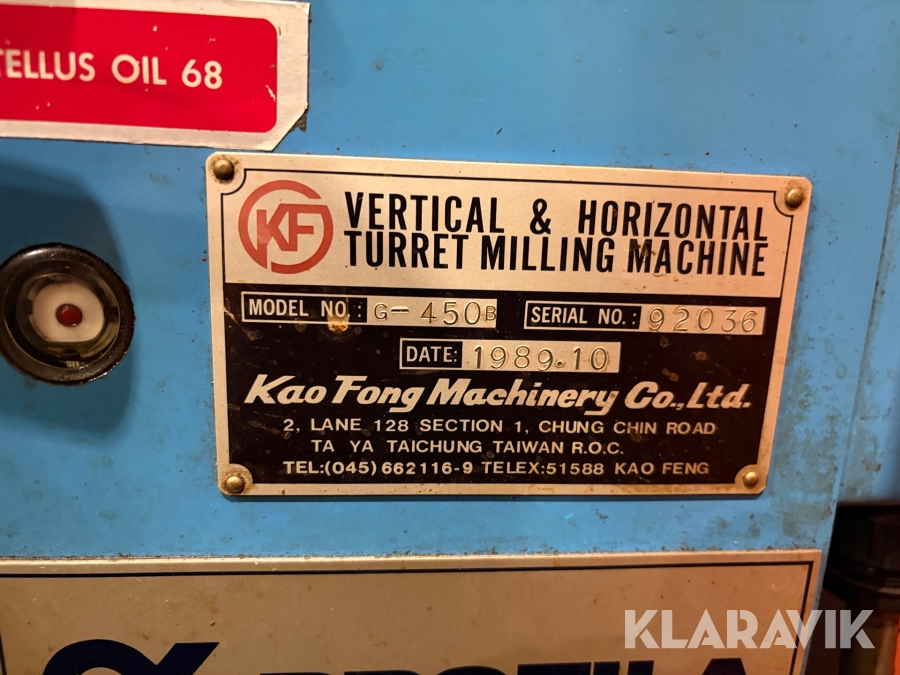 TELLUS OIL 68
KF
VERTICAL & HORIZONTAL
TURRET MILLING MACHINE
MODEL NO.: G-450B SERIAL NO.: 92036
DATE: 1989.10
Kao Fong Machinery Co.,Ltd.
2, LANE 128 SECTION 1, CHUNG CHIN ROAD
TA YA TAICHUNG TAIWAN R.O.C.
TEL:(045)662116-9 TELEX:51588 KAO FENG
KLARAVIK